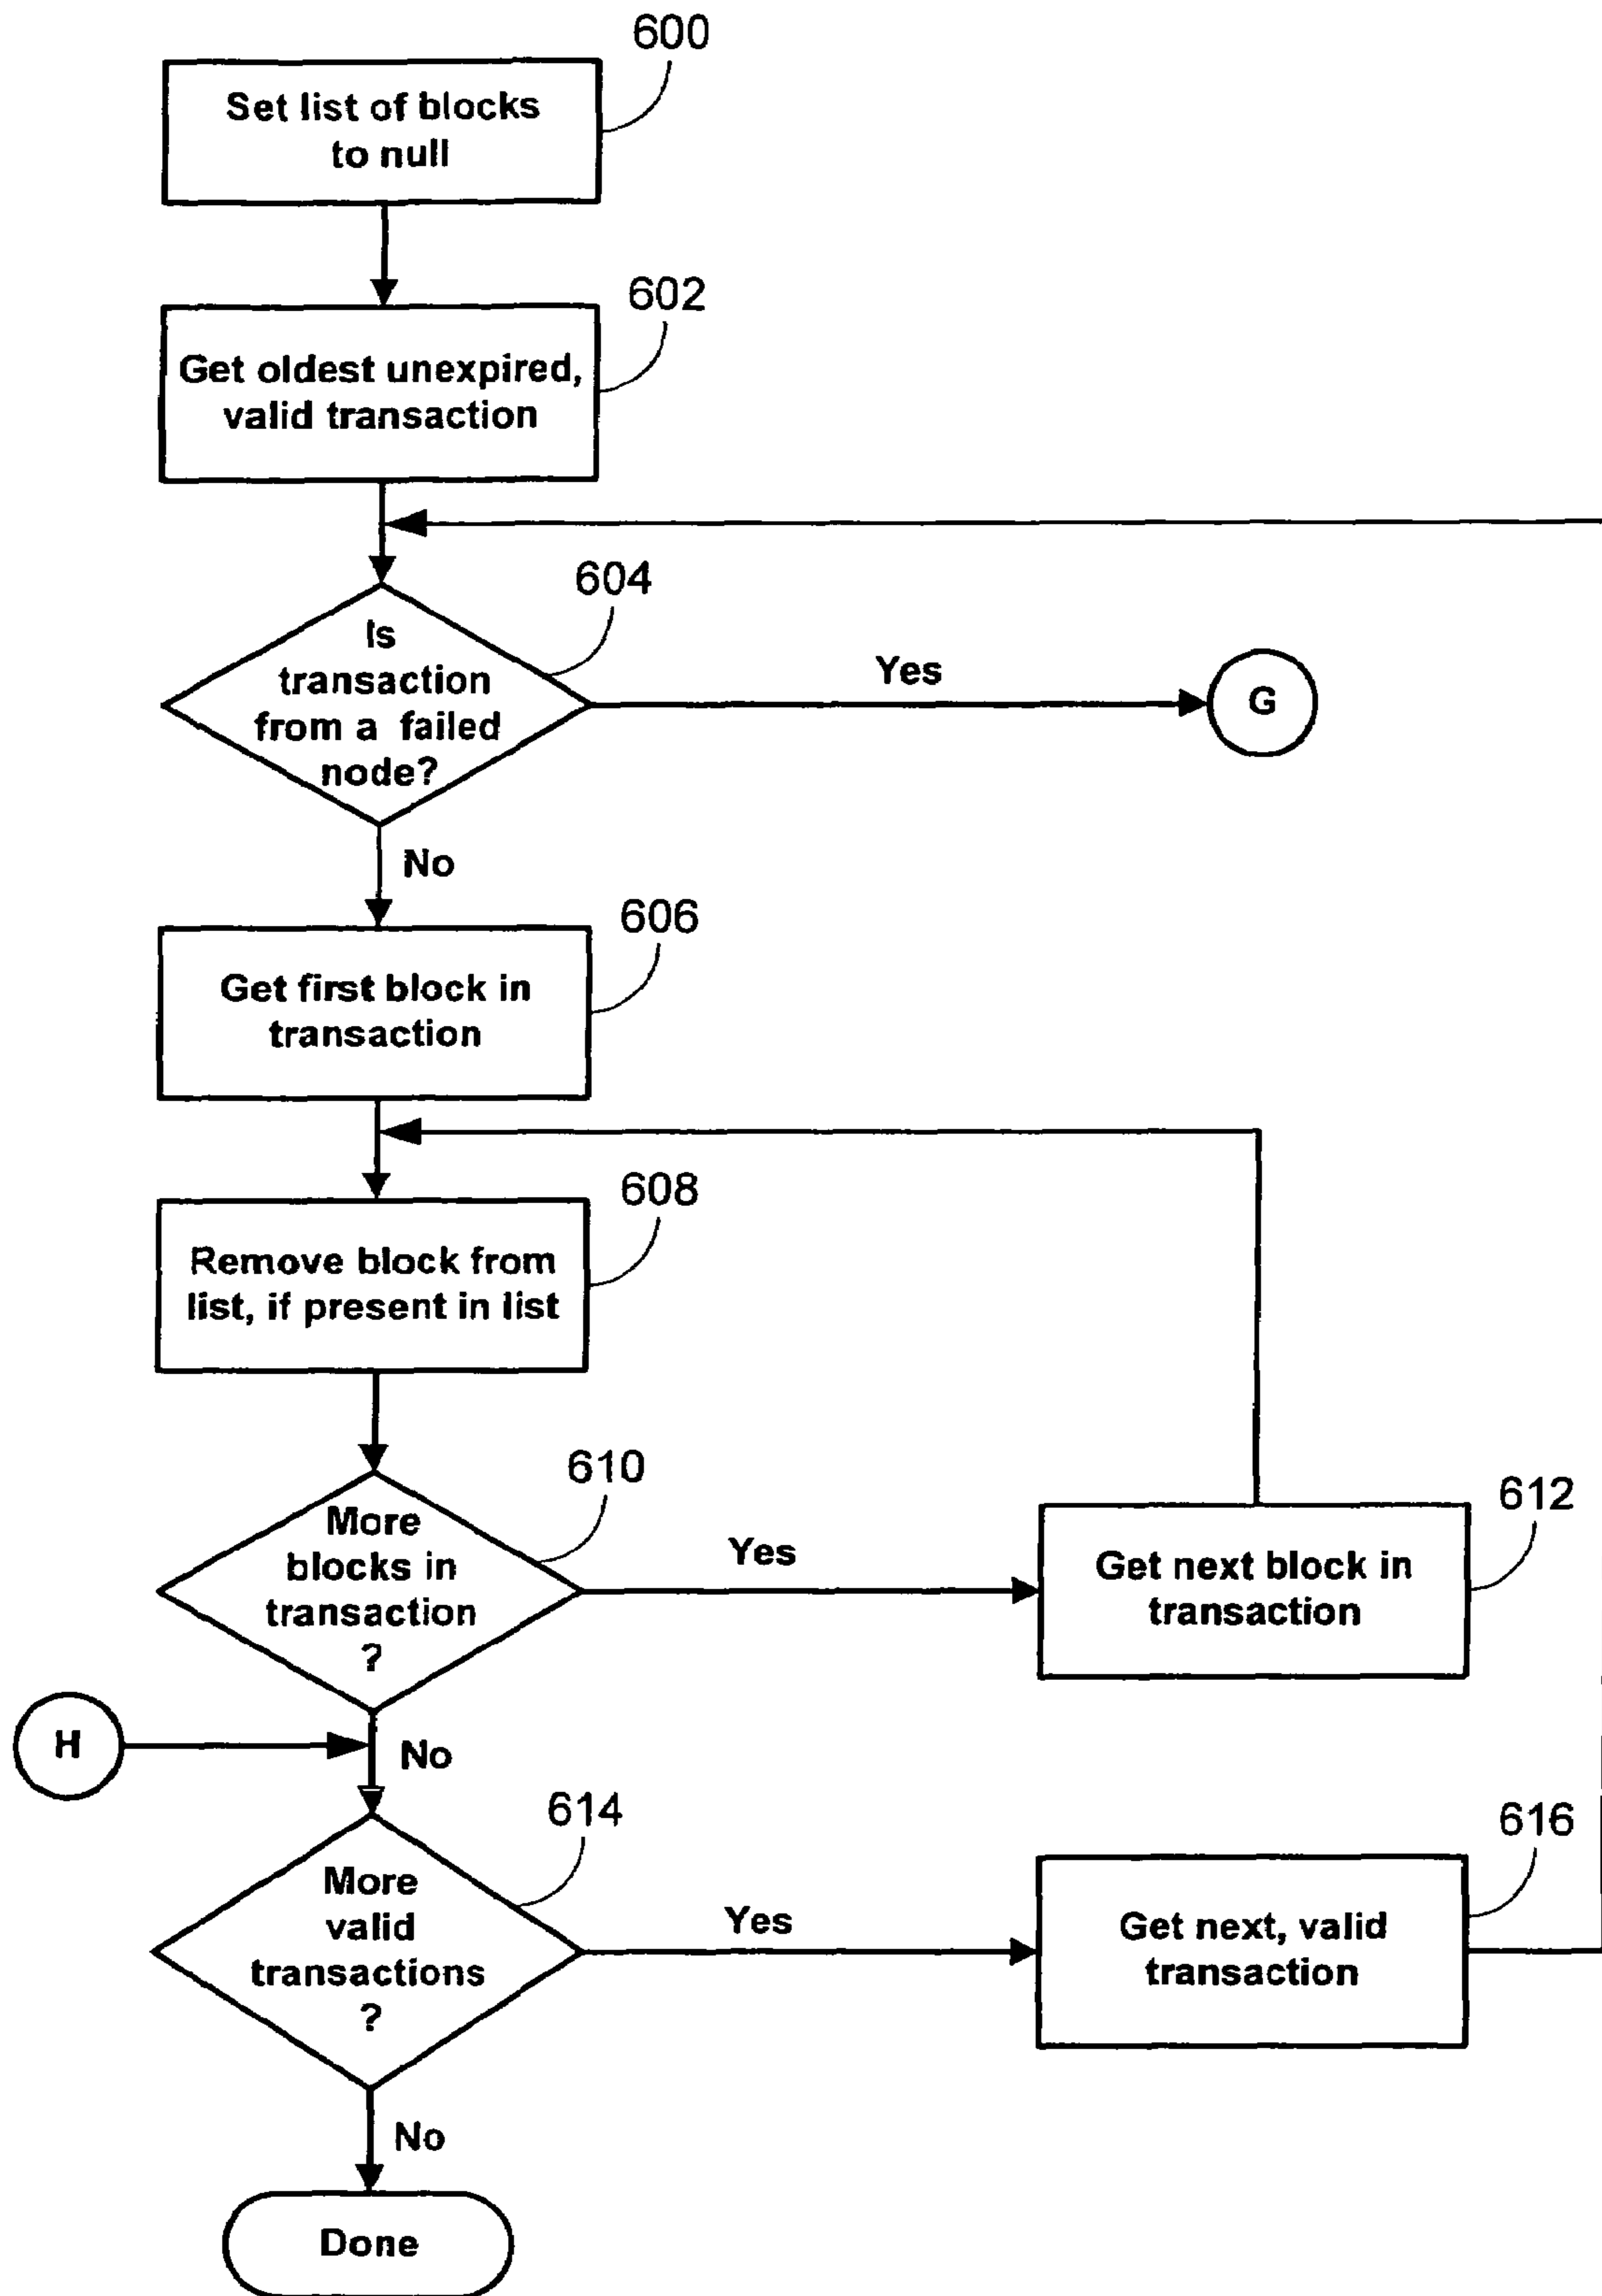 600
Set list of blocks
to null
602
Get oldest unexpired,
valid transaction
604
Is
transaction
from a failed
node?
Yes
G
No
606
Get first block in
transaction
608
Remove block from
list, if present in list
610
More
blocks in
transaction
?
Yes
612
Get next block in
transaction
H
No
614
More
valid
transactions
?
Yes
616
Get next, valid
transaction
No
Done